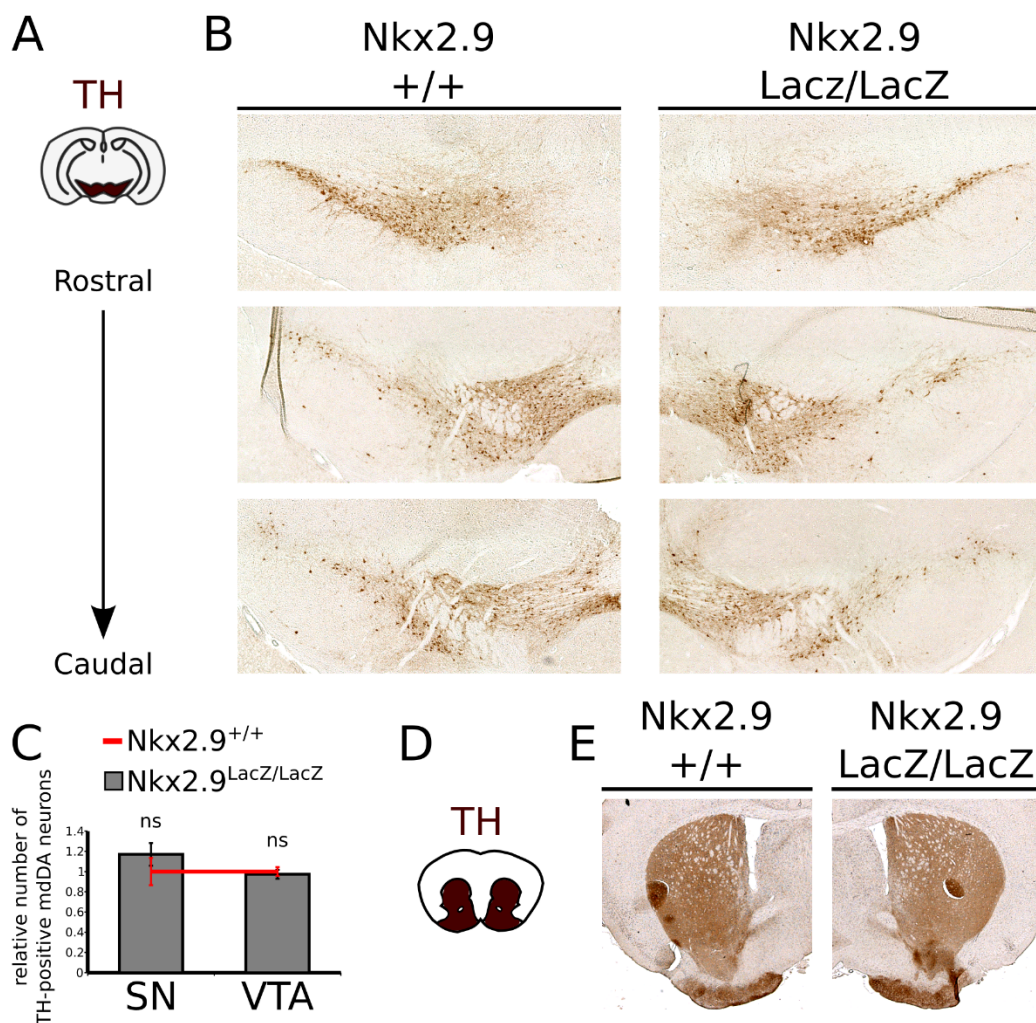 A
TH
Rostral
Caudal
B
Nkx2.9
+/+
Nkx2.9
Lacz/LacZ
C
Nkx2.9+/+
Nkx2.9LacZ/LacZ
relative number of
TH-positive mdDA neurons
1.4
1.2
1
0.8
0.6
0.4
0.2
0
ns
ns
SN
VTA
D
TH
E
Nkx2.9
+/+
Nkx2.9
LacZ/LacZ